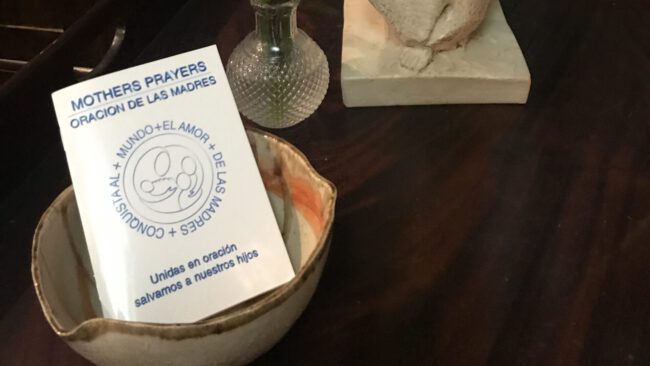 MOTHERS PRAYERS
ORACION DE LAS MADRES
EL AMOR + DE LAS MADRES + CONQUISTA AL + MUNDO +
Unidas en oración
salvamos a nuestros hijos